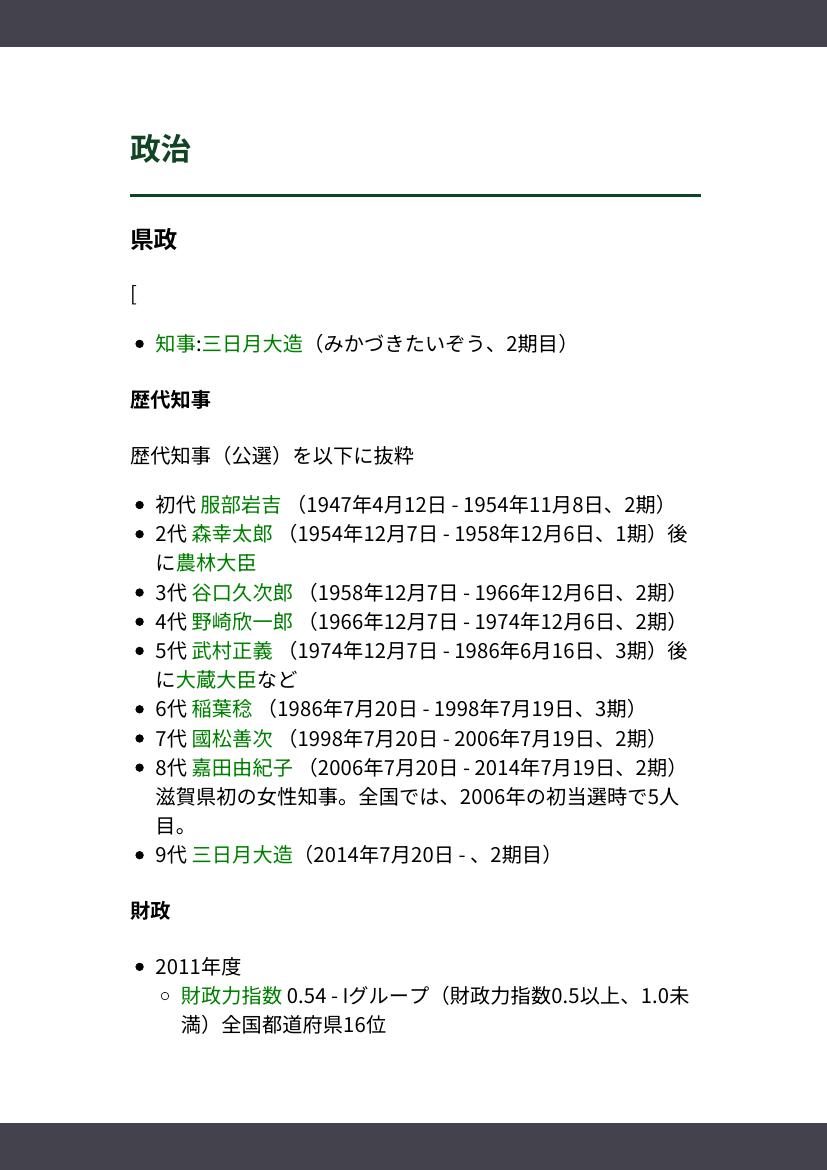 政治
県政
[
知事:三日月大造（みかづきたいぞう、2期目）
歴代知事
歴代知事（公選）を以下に抜粋
初代 服部岩吉 （1947年4月12日 - 1954年11月8日、2期）
2代 森幸太郎 （1954年12月7日 - 1958年12月6日、1期）後
に農林大臣
3代 谷口久次郎 （1958年12月7日 - 1966年12月6日、2期）
4代 野崎欣一郎 （1966年12月7日 - 1974年12月6日、2期）
5代 武村正義 （1974年12月7日 - 1986年6月16日、3期）後
に大蔵大臣など
6代 稲葉稔 （1986年7月20日 - 1998年7月19日、3期）
7代 國松善次 （1998年7月20日 - 2006年7月19日、2期）
8代 嘉田由紀子 （2006年7月20日 - 2014年7月19日、2期）
滋賀県初の女性知事。全国では、2006年の初当選時で5人
目。
9代 三日月大造（2014年7月20日 - 、2期目）
財政
2011年度
財政力指数 0.54 - Iグループ（財政力指数0.5以上、1.0未
満）全国都道府県16位